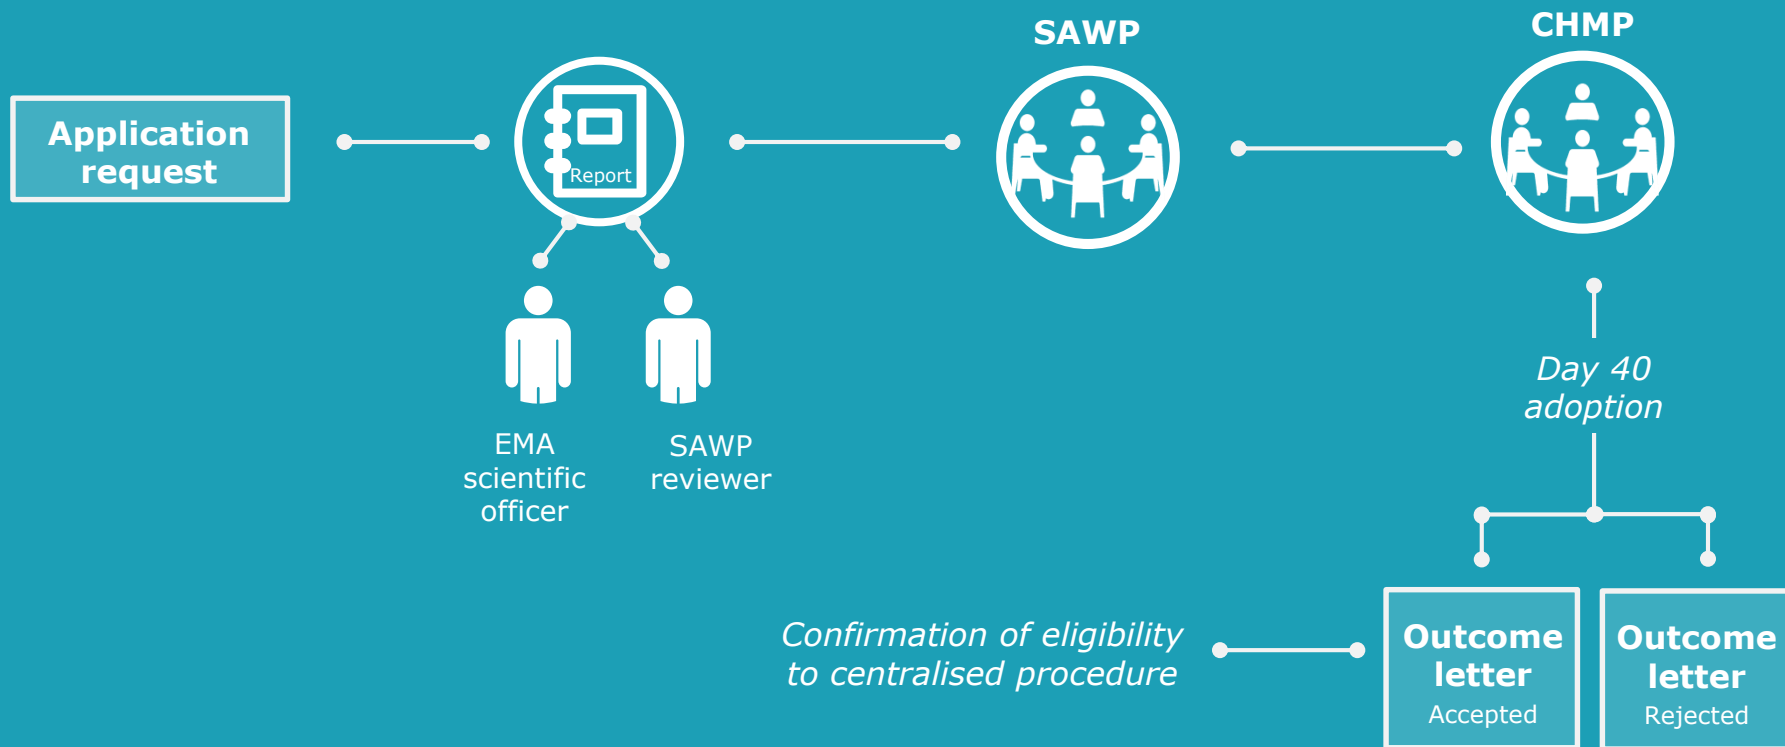 SAWP
CHMP
Application
request
Report
EMA
scientific
officer
SAWP
reviewer
Day 40
adoption
Confirmation of eligibility
to centralised procedure
Outcome
letter
Accepted
Outcome
letter
Rejected